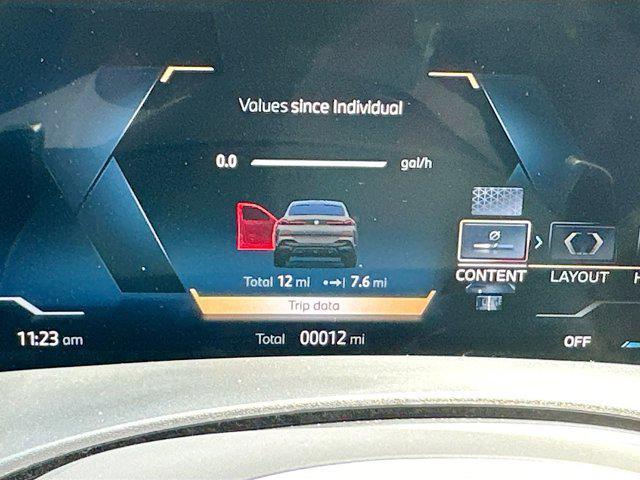 Values since Individual
0.0 gal/h
Total 12 mi 7.6 mi
CONTENT LAYOUT
Trip data
11:23 am Total 00012 mi OFF